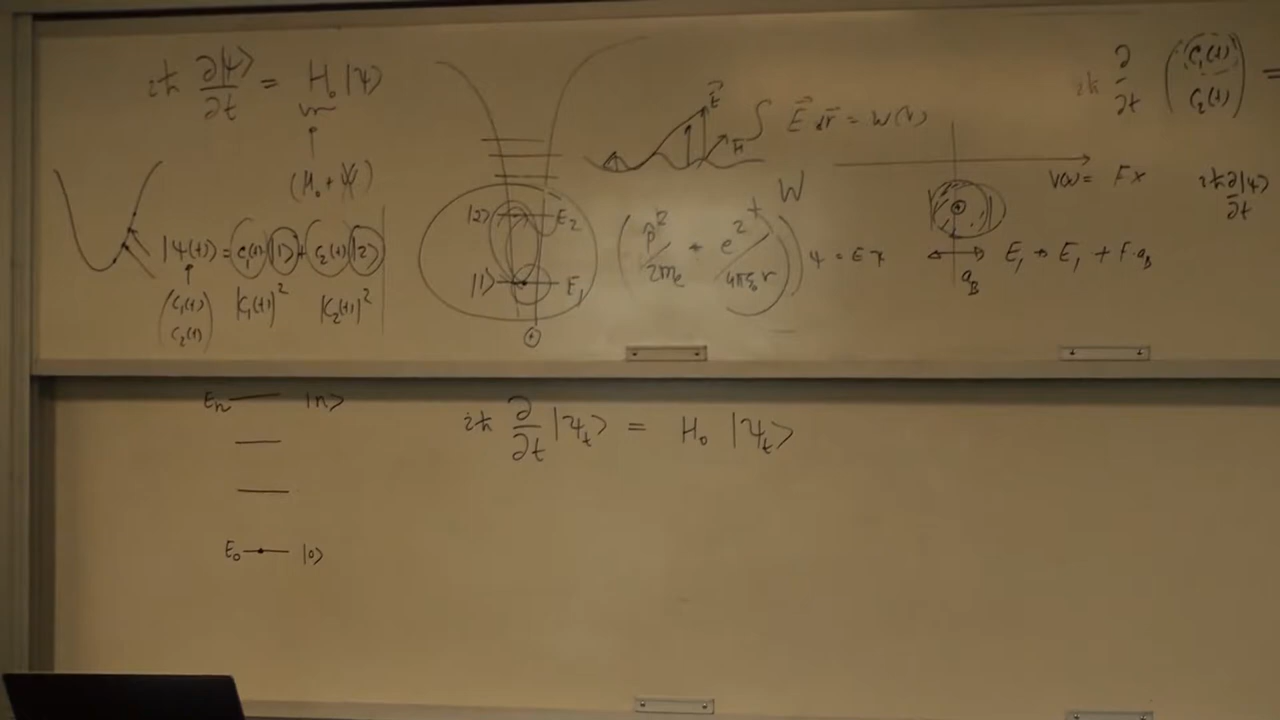 iħ ∂|ψ⟩/∂t = H₀ |ψ⟩
(H₀ + W)
|ψ(t)⟩ = c₁(t) |1⟩ + c₂(t) |2⟩
(c₁(t) c₂(t))
|c₁(t)|² |c₂(t)|²
|2⟩ E₂
|1⟩ E₁
E⃗
∫ E⃗ dr⃗ = W(r)
W
(p²/2mₑ + e²/4πε₀r) ψ = E ψ
V(x) = Fx
+
a_B
E₁ → E₁ + F·a_B
iħ ∂/∂t (c₁(t) c₂(t)) =
iħ ∂|ψ⟩/∂t
Eₙ |n⟩
E₀ |0⟩
iħ ∂/∂t |ψₜ⟩ = H₀ |ψₜ⟩